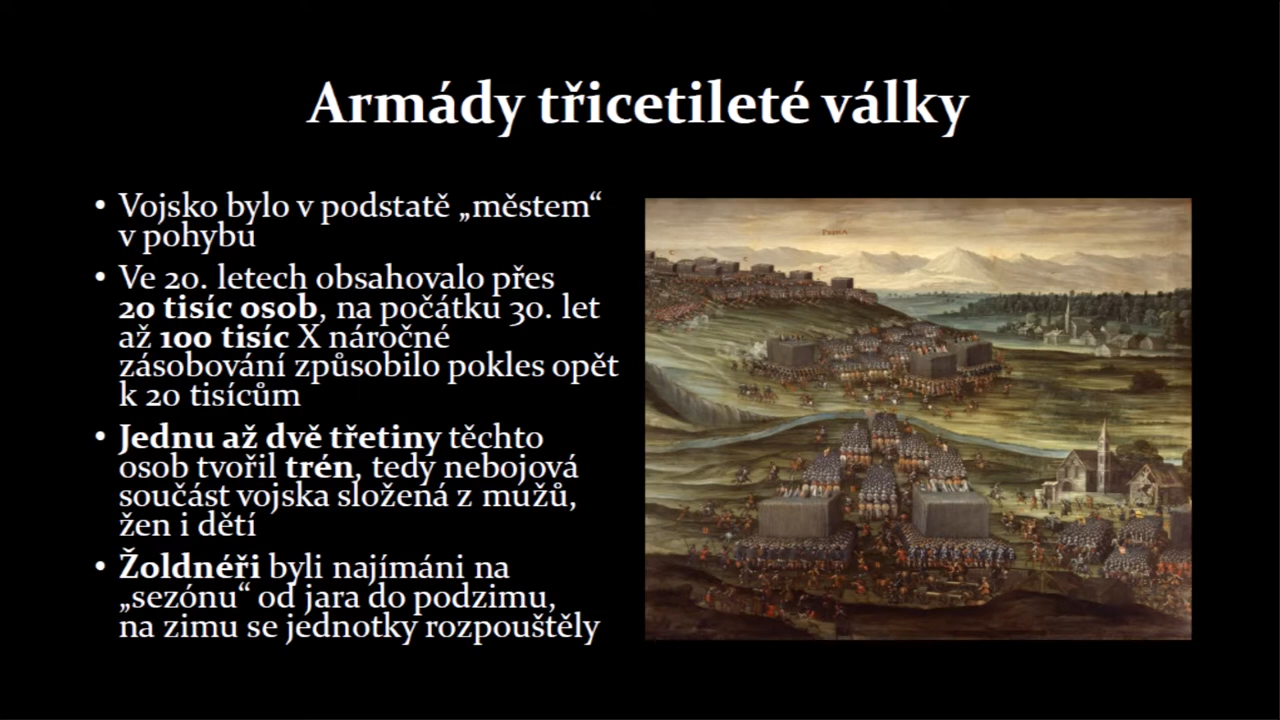 Armády třicetileté války
• Vojsko bylo v podstatě „městem“
v pohybu
• Ve 20. letech obsahovalo přes
20 tisíc osob, na počátku 30. let
až 100 tisíc X náročné
zásobování způsobilo pokles opět
k 20 tisícům
• Jednu až dvě třetiny těchto
osob tvořil trén, tedy nebojová
součást vojska složená z mužů,
žen i dětí
• Žoldnéři byli najímáni na
„sezónu“ od jara do podzimu,
na zimu se jednotky rozpouštěly